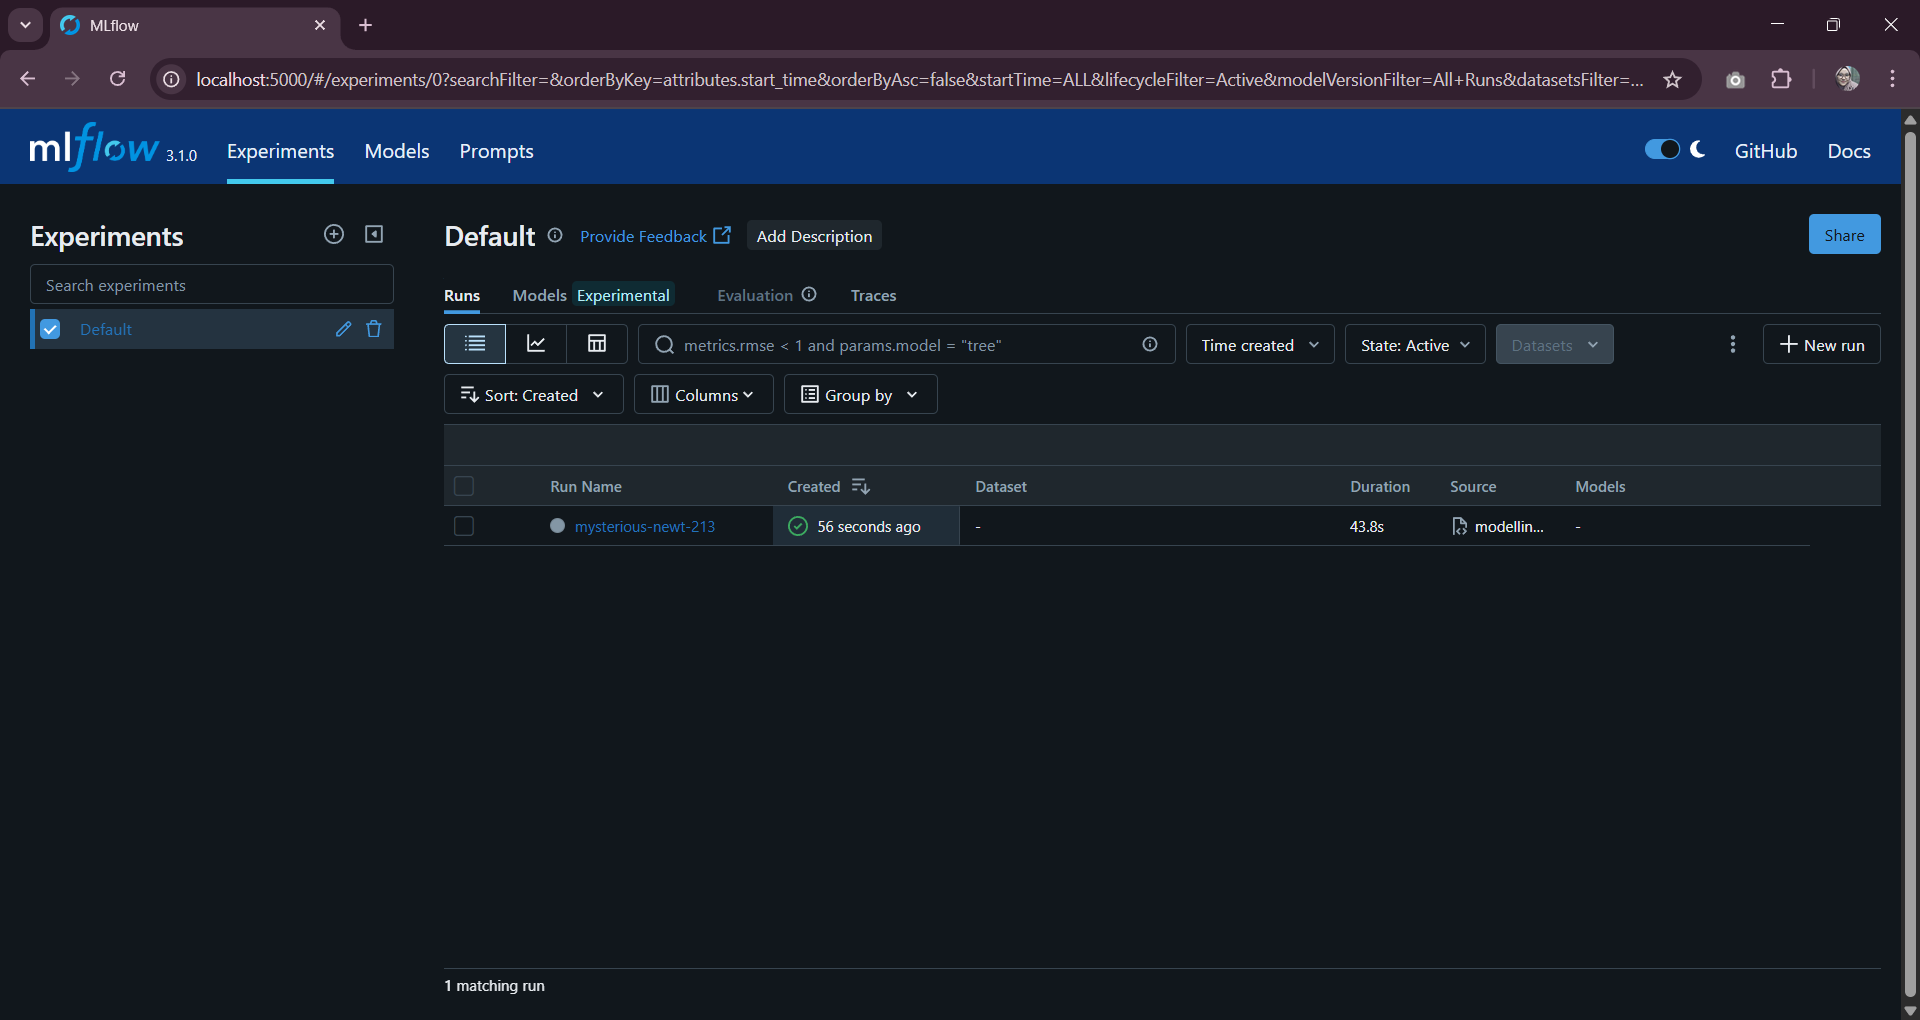 MLflow
localhost:5000/#/experiments/0?searchFilter=&orderByKey=attributes.start_time&orderByAsc=false&startTime=ALL&lifecycleFilter=Active&modelVersionFilter=All+Runs&datasetsFilter=...
mlflow 3.1.0 Experiments Models Prompts GitHub Docs
Experiments
Search experiments
Default
Default Provide Feedback Add Description Share
Runs Models Experimental Evaluation Traces
metrics.rmse < 1 and params.model = "tree" Time created State: Active Datasets New run
Sort: Created Columns Group by
Run Name Created Dataset Duration Source Models
mysterious-newt-213 56 seconds ago - 43.8s modellin... -
1 matching run